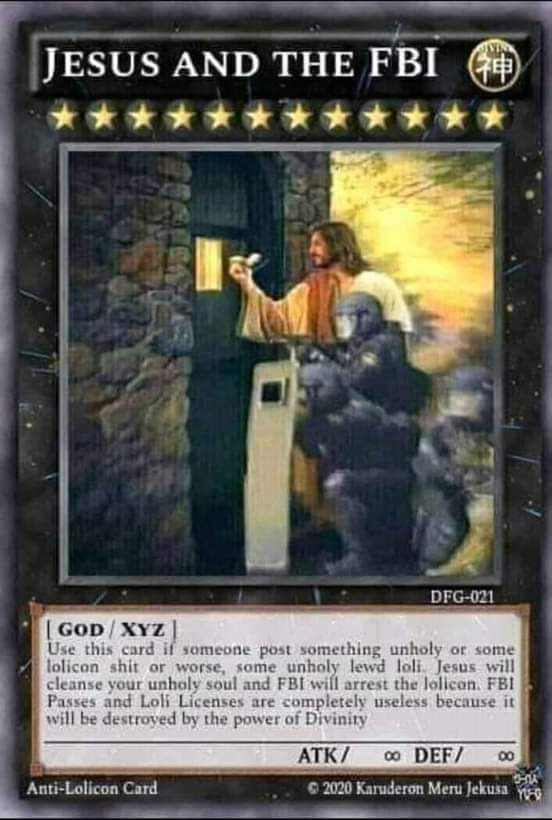 JESUS AND THE FBI
DIVINE
神
DFG-021
[ GOD / XYZ ]
Use this card if someone post something unholy or some
lolicon shit or worse, some unholy lewd loli. Jesus will
cleanse your unholy soul and FBI will arrest the lolicon. FBI
Passes and Loli Licenses are completely useless because it
will be destroyed by the power of Divinity
ATK/ ∞ DEF/ ∞
Anti-Lolicon Card
© 2020 Karuderon Meru Jekusa